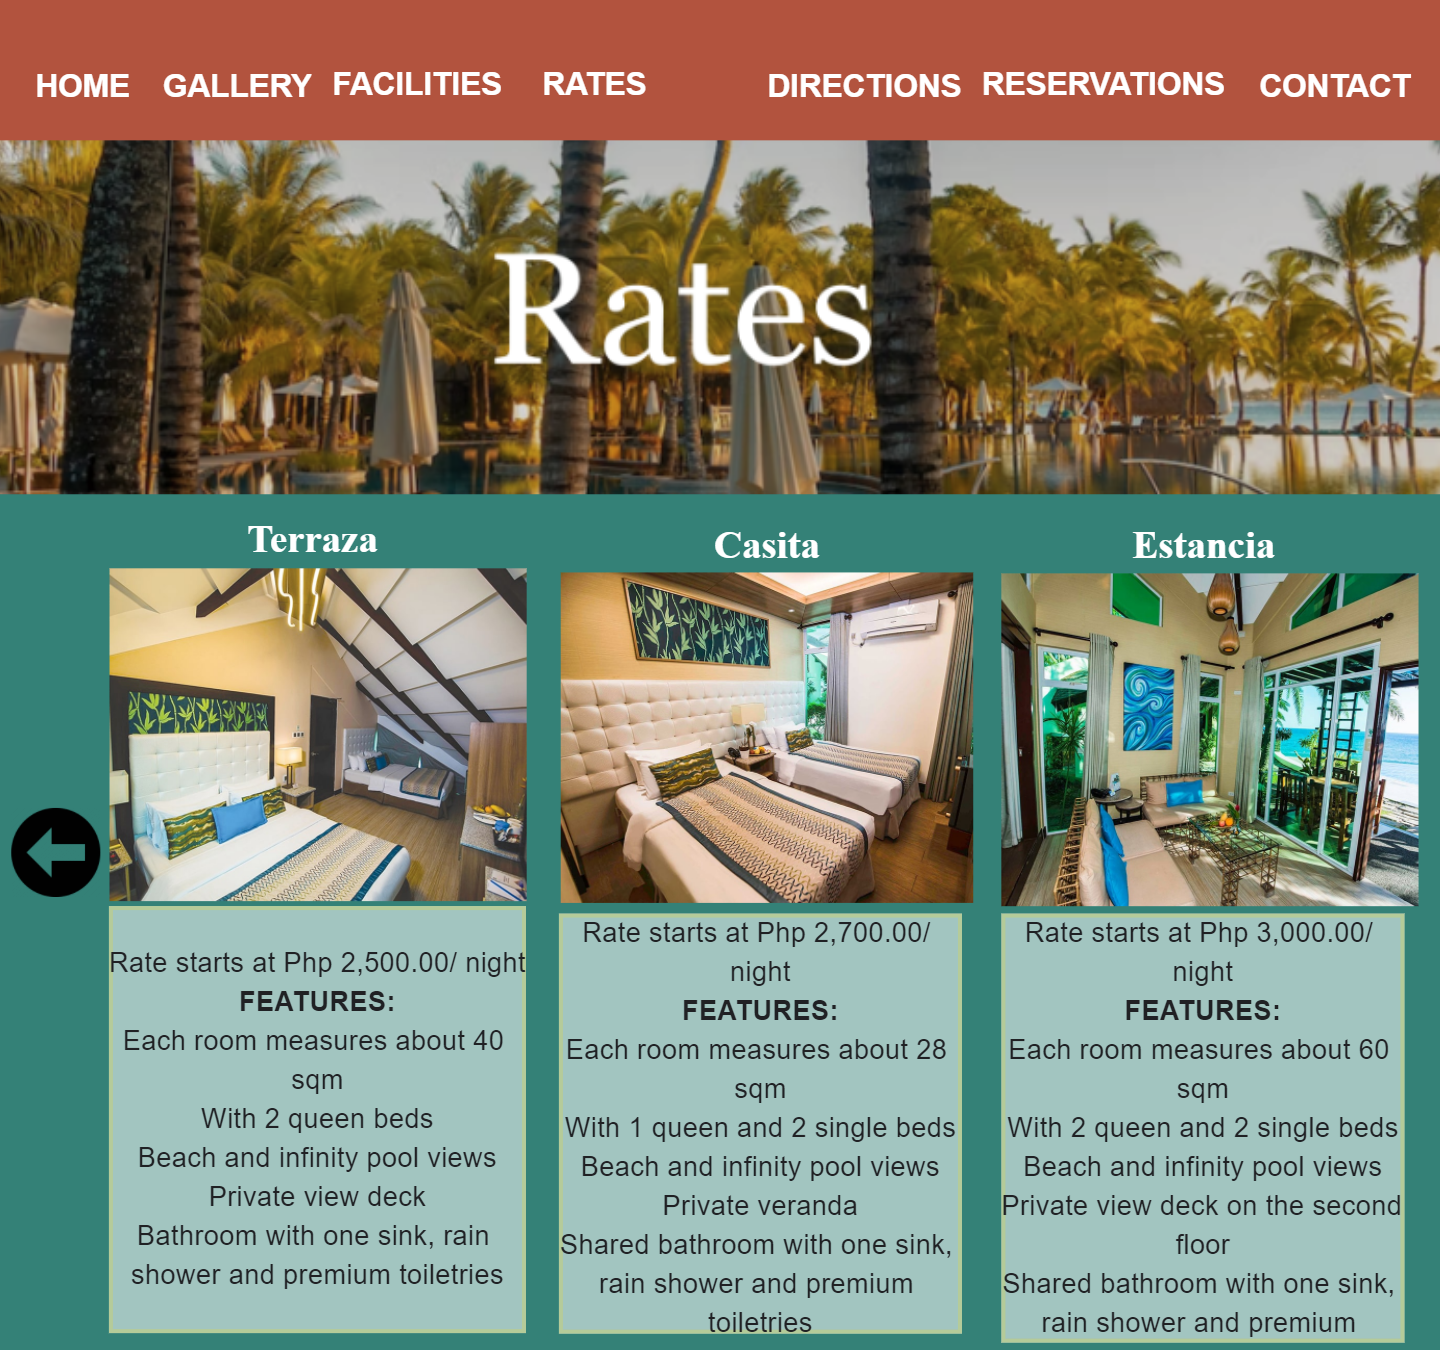 HOME GALLERY FACILITIES RATES DIRECTIONS RESERVATIONS CONTACT
Rates
Terraza
Rate starts at Php 2,500.00/ night
FEATURES:
Each room measures about 40
sqm
With 2 queen beds
Beach and infinity pool views
Private view deck
Bathroom with one sink, rain
shower and premium toiletries
Casita
Rate starts at Php 2,700.00/
night
FEATURES:
Each room measures about 28
sqm
With 1 queen and 2 single beds
Beach and infinity pool views
Private veranda
Shared bathroom with one sink,
rain shower and premium
toiletries
Estancia
Rate starts at Php 3,000.00/
night
FEATURES:
Each room measures about 60
sqm
With 2 queen and 2 single beds
Beach and infinity pool views
Private view deck on the second
floor
Shared bathroom with one sink,
rain shower and premium